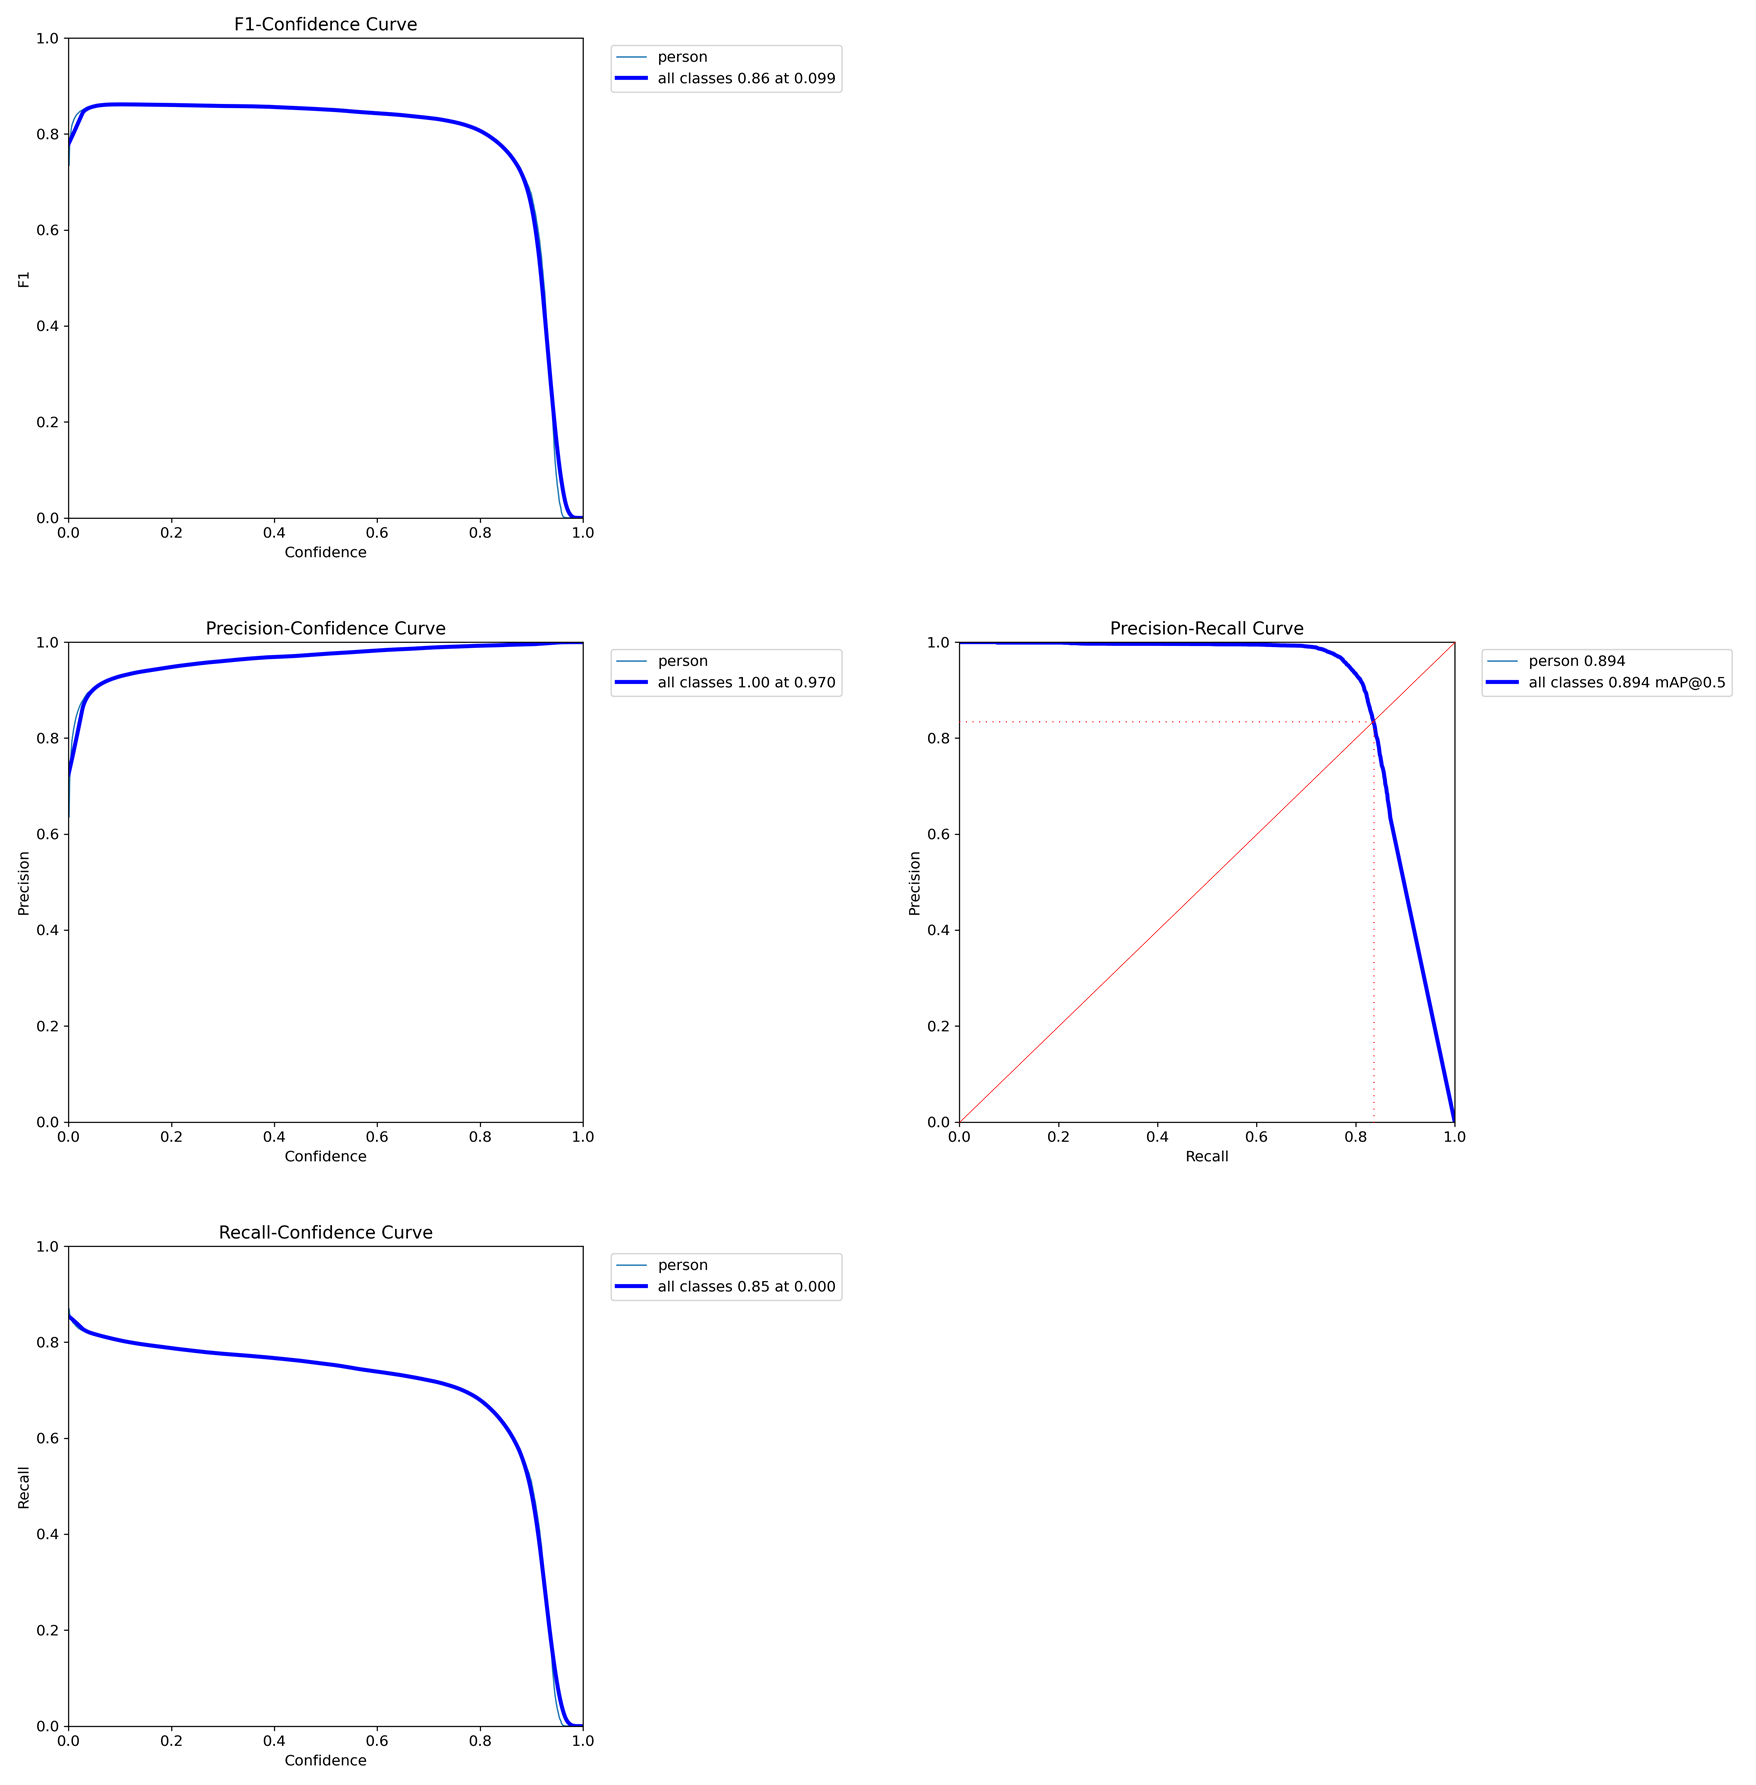 F1-Confidence Curve
1.0
0.8
0.6
0.4
0.2
0.0
F1
0.0 0.2 0.4 0.6 0.8 1.0
Confidence
person
all classes 0.86 at 0.099
Precision-Confidence Curve
1.0
0.8
0.6
0.4
0.2
0.0
Precision
0.0 0.2 0.4 0.6 0.8 1.0
Confidence
person
all classes 1.00 at 0.970
Precision-Recall Curve
1.0
0.8
0.6
0.4
0.2
0.0
Precision
0.0 0.2 0.4 0.6 0.8 1.0
Recall
person 0.894
all classes 0.894 mAP@0.5
Recall-Confidence Curve
1.0
0.8
0.6
0.4
0.2
0.0
Recall
0.0 0.2 0.4 0.6 0.8 1.0
Confidence
person
all classes 0.85 at 0.000